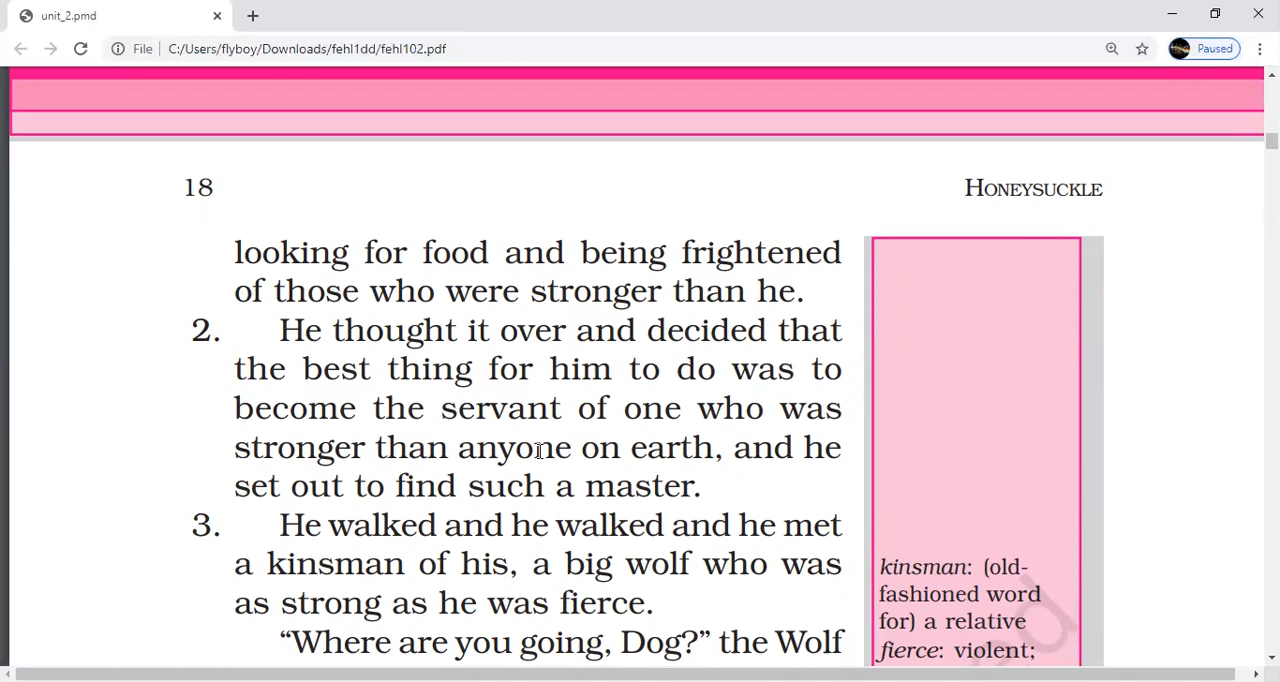 unit_2.pmd
File
C:/Users/flyboy/Downloads/fehl1dd/fehl102.pdf
Paused
18
HONEYSUCKLE
looking for food and being frightened
of those who were stronger than he.
2. He thought it over and decided that
the best thing for him to do was to
become the servant of one who was
stronger than anyone on earth, and he
set out to find such a master.
3. He walked and he walked and he met
a kinsman of his, a big wolf who was
as strong as he was fierce.
“Where are you going, Dog?” the Wolf
kinsman: (old-
fashioned word
for) a relative
fierce: violent;